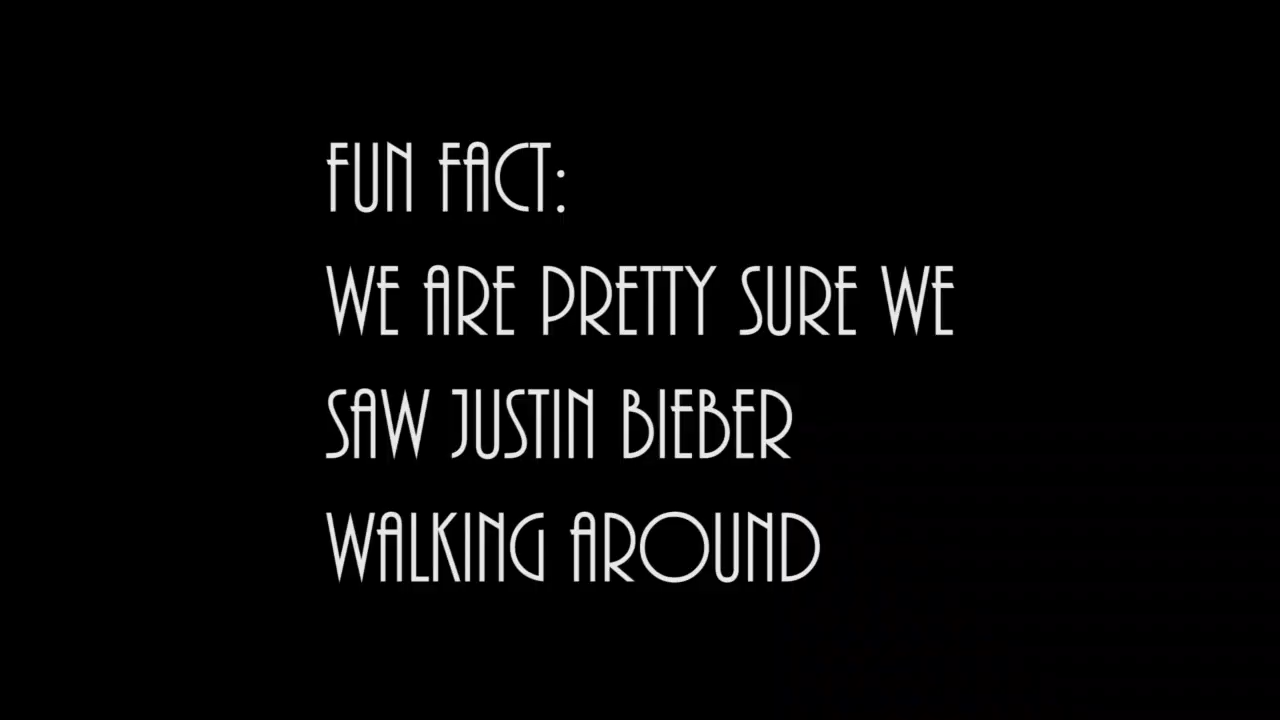 FUN FACT:
WE ARE PRETTY SURE WE
SAW JUSTIN BIEBER
WALKING AROUND